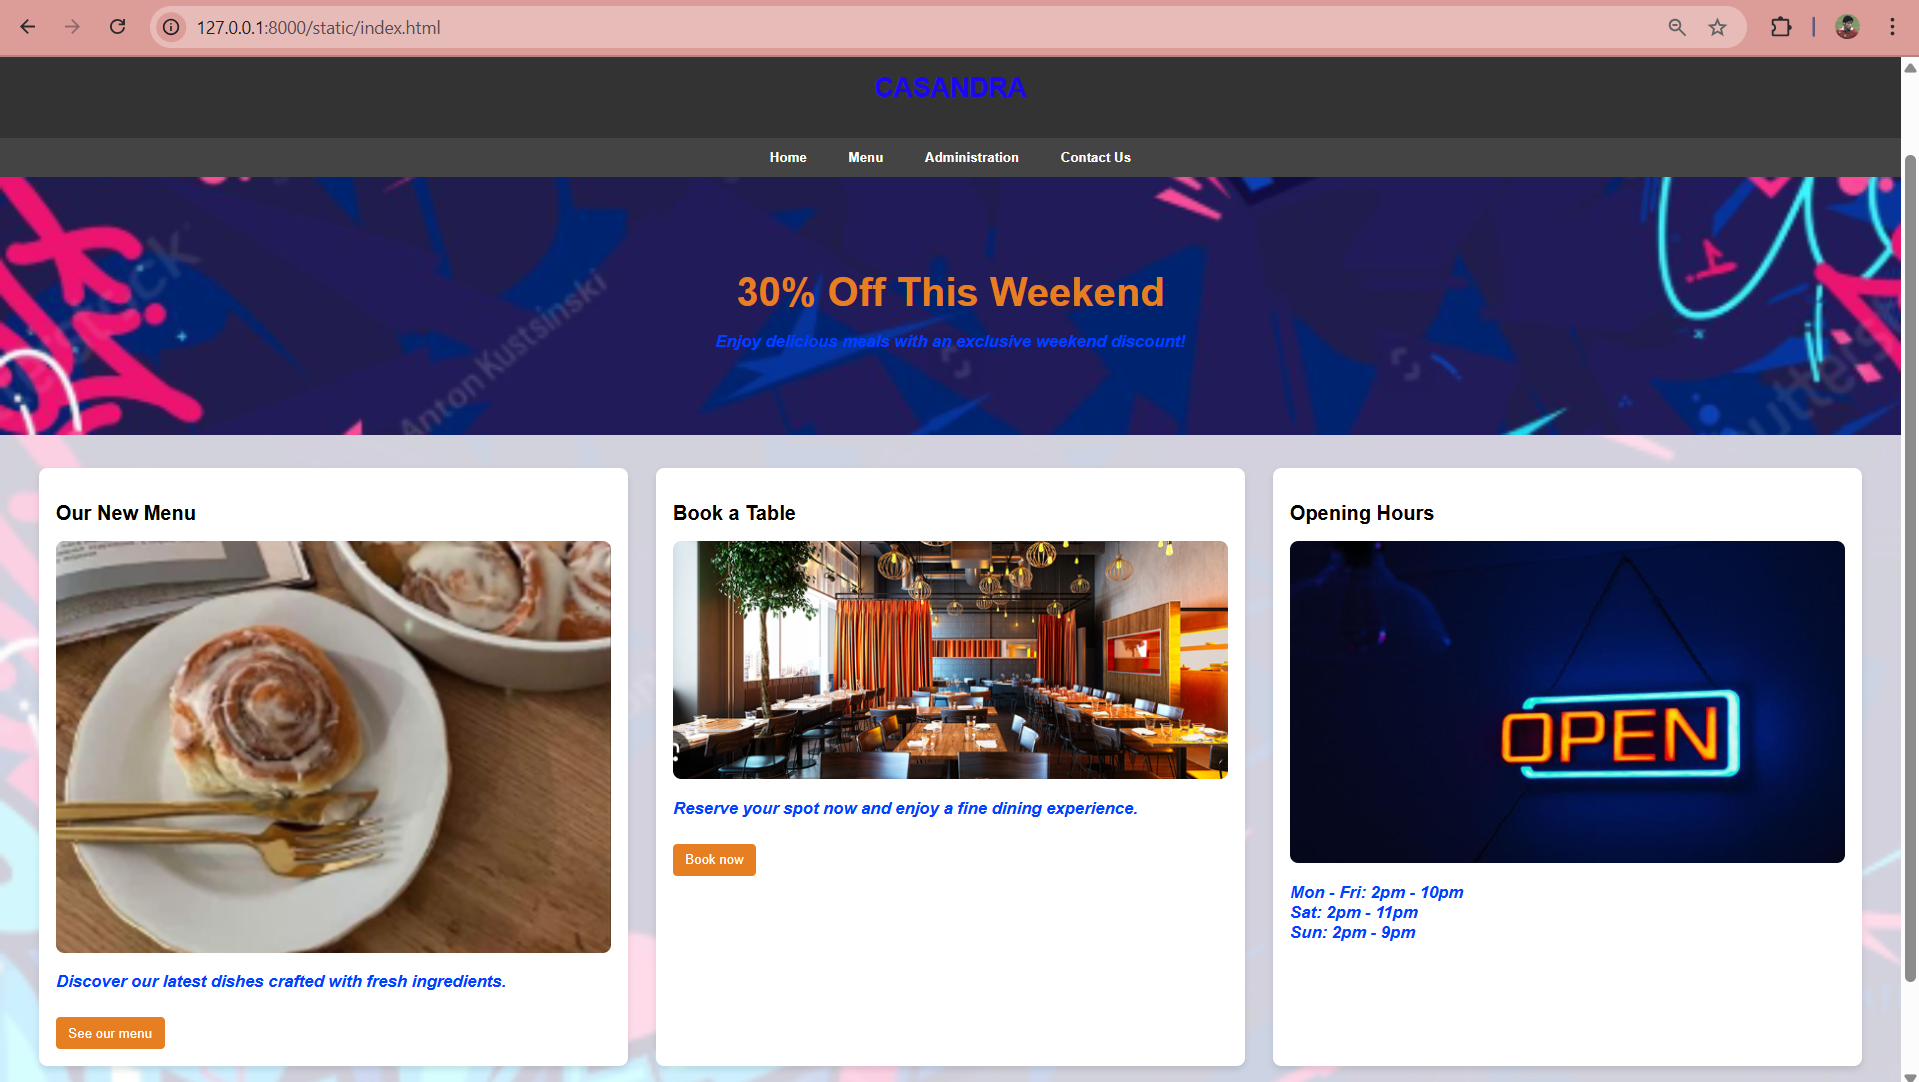 127.0.0.1:8000/static/index.html
CASANDRA
Home Menu Administration Contact Us
30% Off This Weekend
Enjoy delicious meals with an exclusive weekend discount!
Anton Kustsinski
Our New Menu
Book a Table
Opening Hours
OPEN
Reserve your spot now and enjoy a fine dining experience.
Book now
Mon - Fri: 2pm - 10pm
Sat: 2pm - 11pm
Sun: 2pm - 9pm
Discover our latest dishes crafted with fresh ingredients.
See our menu